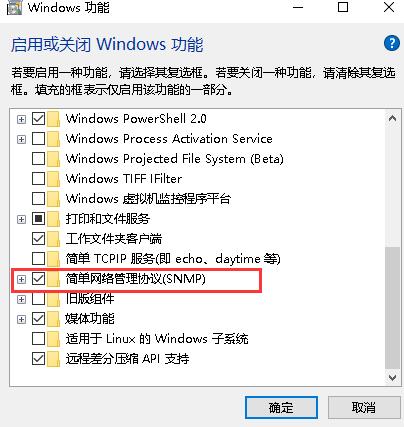 Windows 功能
启用或关闭 Windows 功能
若要启用一种功能，请选择其复选框。若要关闭一种功能，请清除其复选
框。填充的框表示仅启用该功能的一部分。
Windows PowerShell 2.0
Windows Process Activation Service
Windows Projected File System (Beta)
Windows TIFF IFilter
Windows 虚拟机监控程序平台
打印和文件服务
工作文件夹客户端
简单 TCPIP 服务(即 echo、daytime 等)
简单网络管理协议(SNMP)
旧版组件
媒体功能
适用于 Linux 的 Windows 子系统
远程差分压缩 API 支持
确定
取消